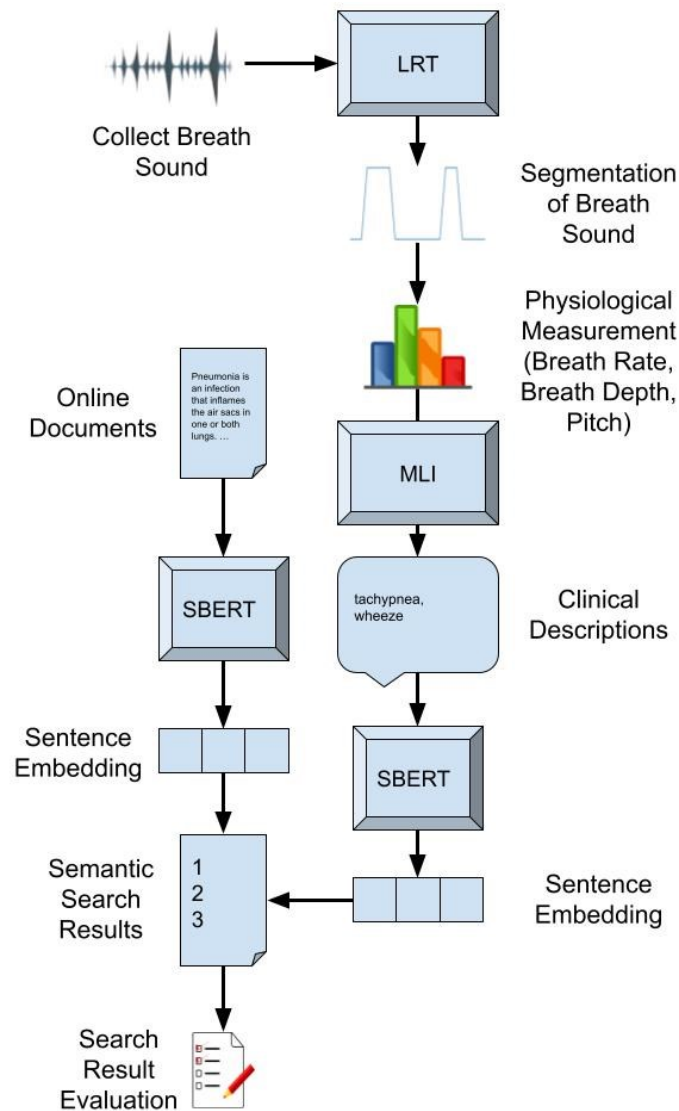 LRT
Collect Breath
Sound
Segmentation
of Breath
Sound
Physiological
Measurement
(Breath Rate,
Breath Depth,
Pitch)
Online
Documents
Pneumonia is
an infection
that inflames
the air sacs in
one or both
lungs. ...
MLI
SBERT
tachypnea,
wheeze
Clinical
Descriptions
Sentence
Embedding
SBERT
Semantic
Search
Results
1
2
3
Sentence
Embedding
Search
Result
Evaluation